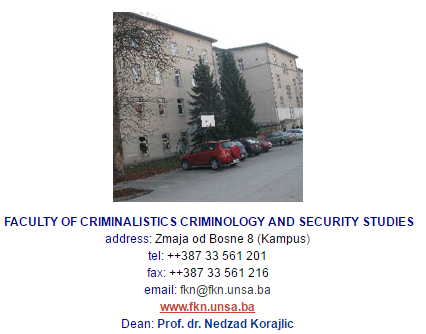 FACULTY OF CRIMINALISTICS CRIMINOLOGY AND SECURITY STUDIES
address: Zmaja od Bosne 8 (Kampus)
tel: ++387 33 561 201
fax: ++387 33 561 216
email: fkn@fkn.unsa.ba
www.fkn.unsa.ba
Dean: Prof. dr. Nedzad Korajlic